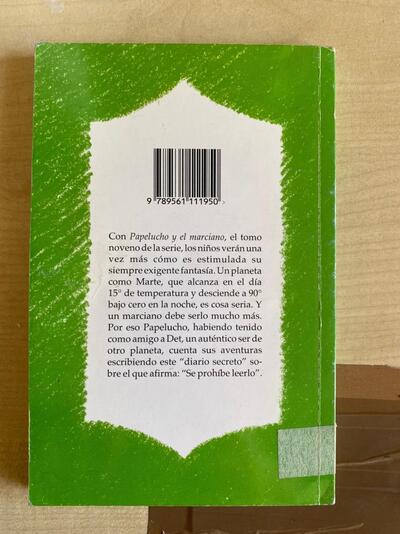 9 789561 111950 >
Con Papelucho y el marciano, el tomo
noveno de la serie, los niños verán una
vez más cómo es estimulada su
siempre exigente fantasía. Un planeta
como Marte, que alcanza en el día
15° de temperatura y desciende a 90°
bajo cero en la noche, es cosa seria. Y
un marciano debe serlo mucho más.
Por eso Papelucho, habiendo tenido
como amigo a Det, un auténtico ser de
otro planeta, cuenta sus aventuras
escribiendo este "diario secreto" so-
bre el que afirma: "Se prohíbe leerlo".